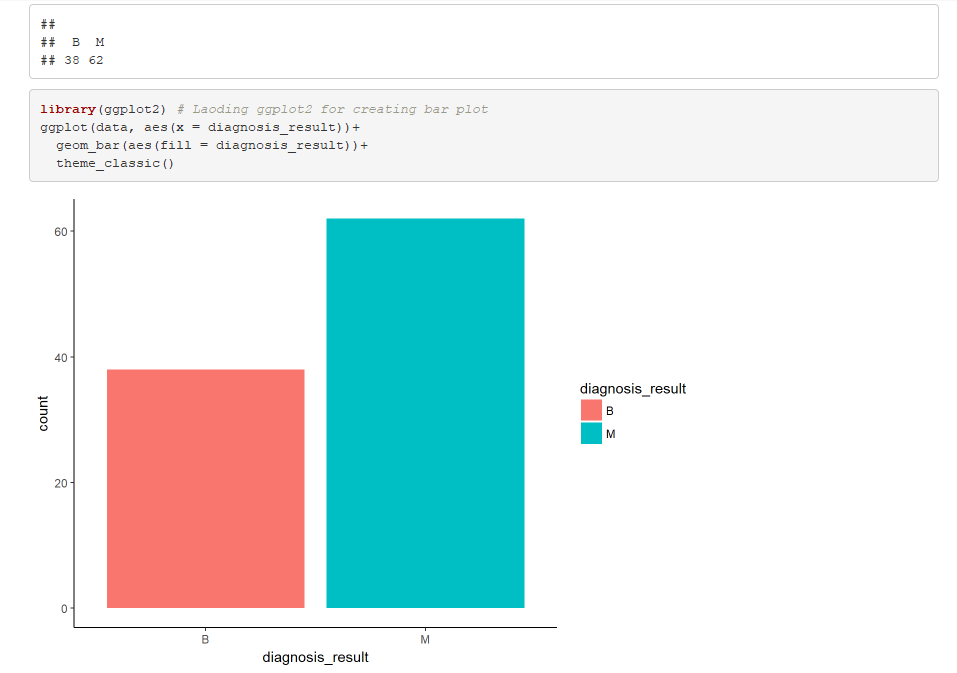 ##
##  B  M
## 38 62
library(ggplot2) # Laoding ggplot2 for creating bar plot
ggplot(data, aes(x = diagnosis_result))+
  geom_bar(aes(fill = diagnosis_result))+
  theme_classic()
60
40
20
0
count
B M
diagnosis_result
diagnosis_result
B
M